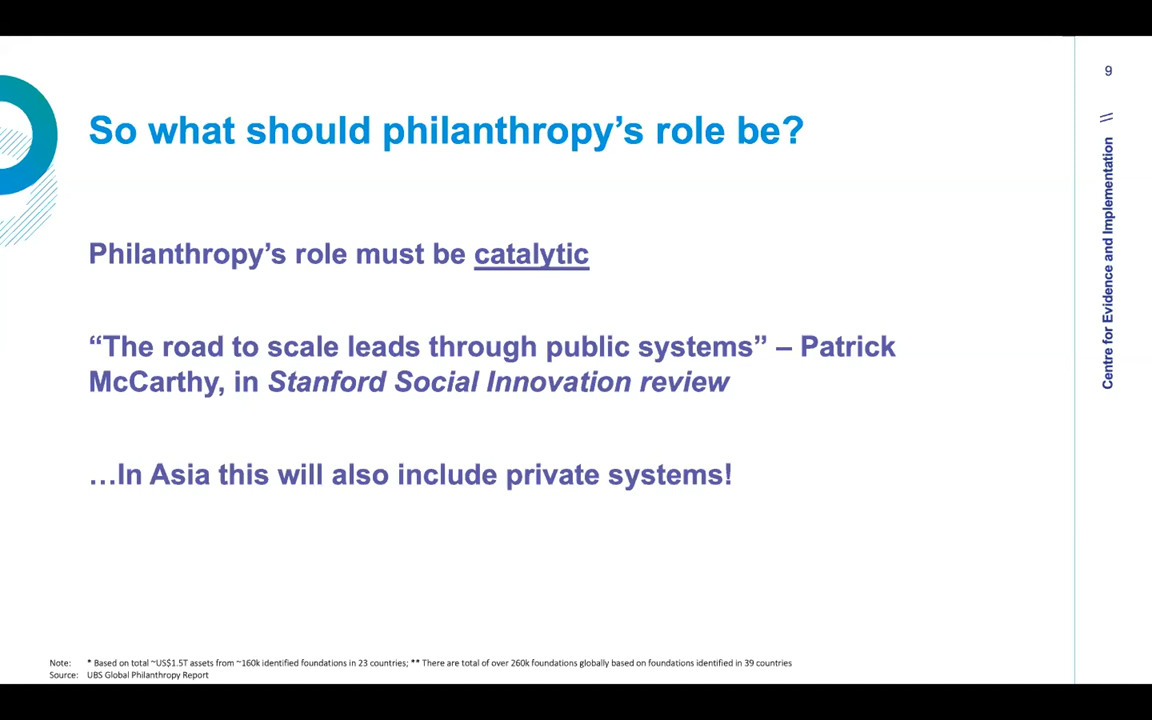 9
So what should philanthropy’s role be?
Philanthropy’s role must be catalytic
“The road to scale leads through public systems” – Patrick
McCarthy, in Stanford Social Innovation review
…In Asia this will also include private systems!
Centre for Evidence and Implementation \\
Note: * Based on total ~US$1.5T assets from ~160k identified foundations in 23 countries; ** There are total of over 260k foundations globally based on foundations identified in 39 countries
Source: UBS Global Philanthropy Report